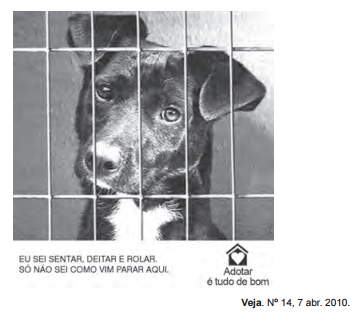 EU SEI SENTAR, DEITAR E ROLAR.
SÓ NÃO SEI COMO VIM PARAR AQUI.
Adotar
é tudo de bom
Veja. Nº 14, 7 abr. 2010.